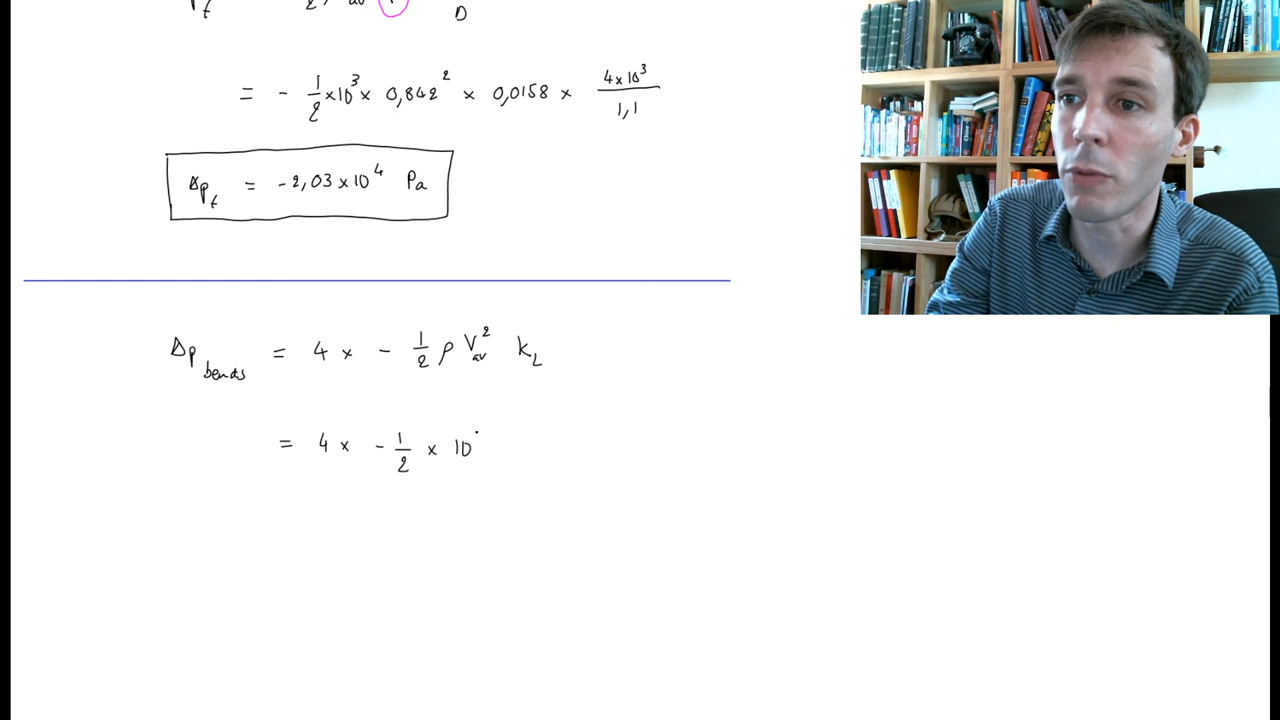 D
= - 1/2 × 10³ × 0,842² × 0,0158 × 4 × 10³/1,1
Δp_f = -2,03 × 10⁴ Pa
Δp_bends = 4 × - 1/2 ρ V_av² K_L
= 4 × - 1/2 × 10